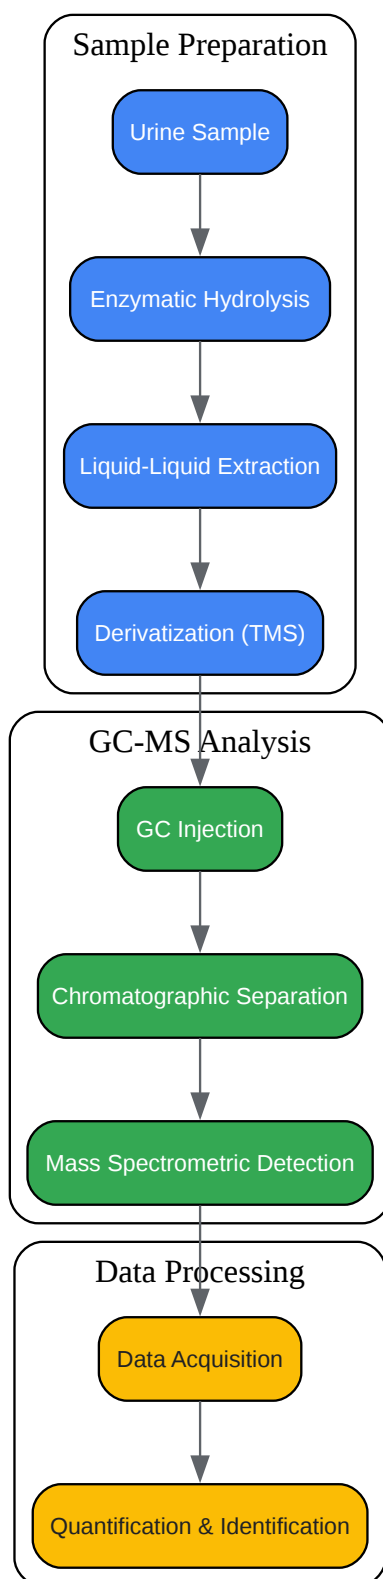 Sample Preparation
Urine Sample
Enzymatic Hydrolysis
Liquid-Liquid Extraction
Derivatization (TMS)
GC-MS Analysis
GC Injection
Chromatographic Separation
Mass Spectrometric Detection
Data Processing
Data Acquisition
Quantification & Identification